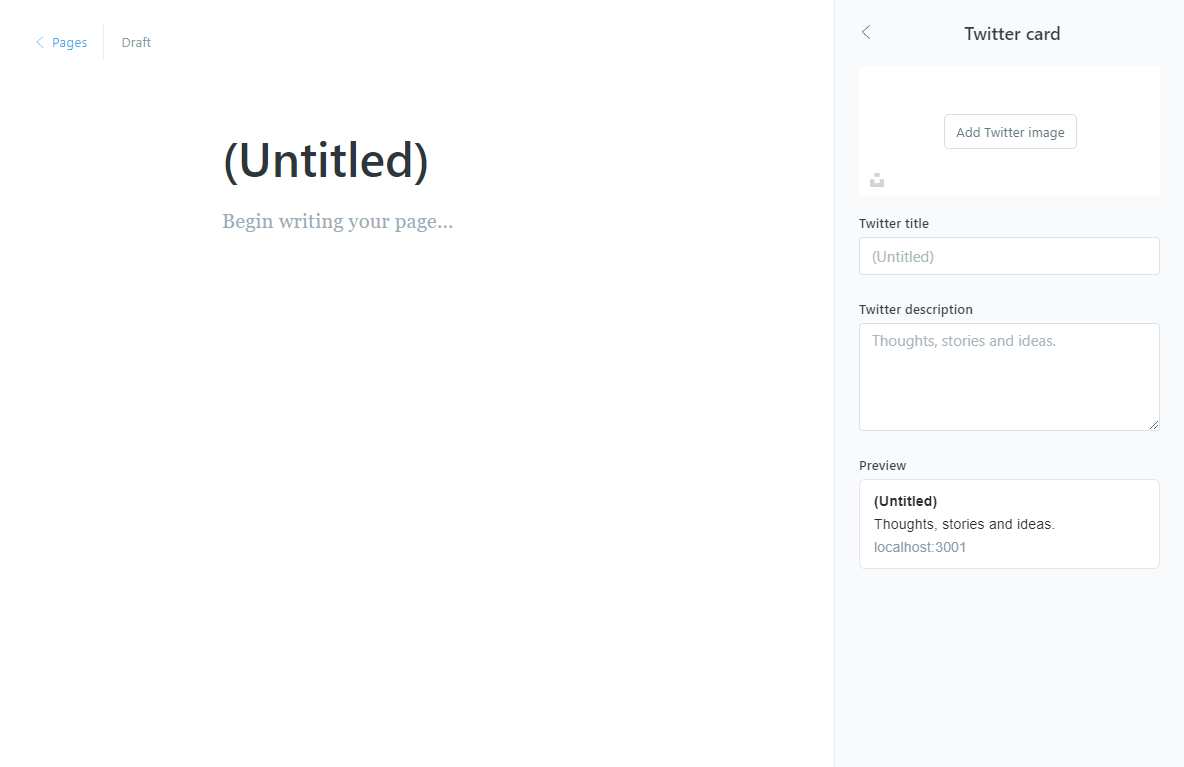 Pages
Draft
(Untitled)
Begin writing your page...
Twitter card
Add Twitter image
Twitter title
(Untitled)
Twitter description
Thoughts, stories and ideas.
Preview
(Untitled)
Thoughts, stories and ideas.
localhost:3001